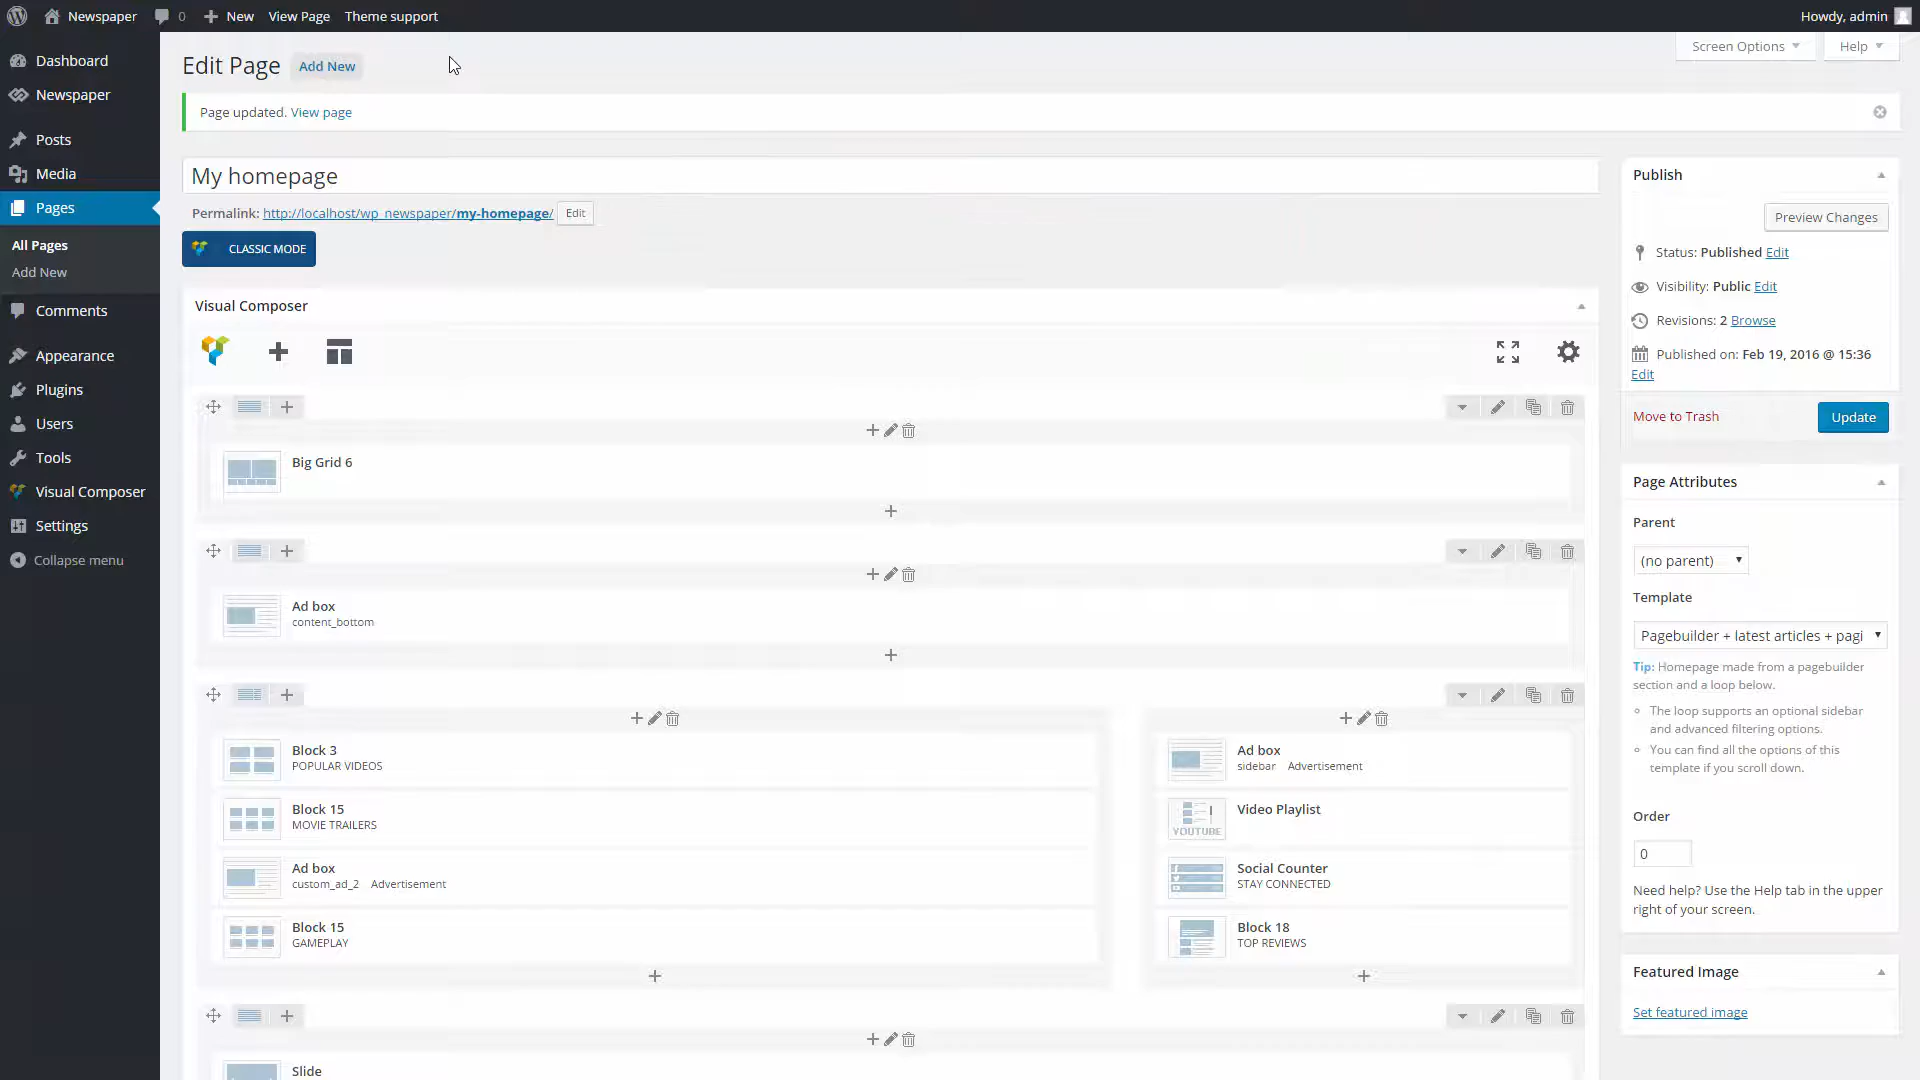 Newspaper 0 New View Page Theme support
Howdy, admin
Screen Options Help
Dashboard
Newspaper
Posts
Media
Pages
All Pages
Add New
Comments
Appearance
Plugins
Users
Tools
Visual Composer
Settings
Collapse menu
Edit Page Add New
Page updated. View page
My homepage
Permalink: http://localhost/wp_newspaper/my-homepage/ Edit
CLASSIC MODE
Visual Composer
Big Grid 6
Ad box
content_bottom
Block 3
POPULAR VIDEOS
Block 15
MOVIE TRAILERS
Ad box
custom_ad_2 Advertisement
Block 15
GAMEPLAY
Ad box
sidebar Advertisement
YOUTUBE
Video Playlist
Social Counter
STAY CONNECTED
Block 18
TOP REVIEWS
Slide
Publish
Preview Changes
Status: Published Edit
Visibility: Public Edit
Revisions: 2 Browse
Published on: Feb 19, 2016 @ 15:36
Edit
Move to Trash Update
Page Attributes
Parent
(no parent)
Template
Pagebuilder + latest articles + pagi
Tip: Homepage made from a pagebuilder
section and a loop below.
The loop supports an optional sidebar
and advanced filtering options.
You can find all the options of this
template if you scroll down.
Order
0
Need help? Use the Help tab in the upper
right of your screen.
Featured Image
Set featured image